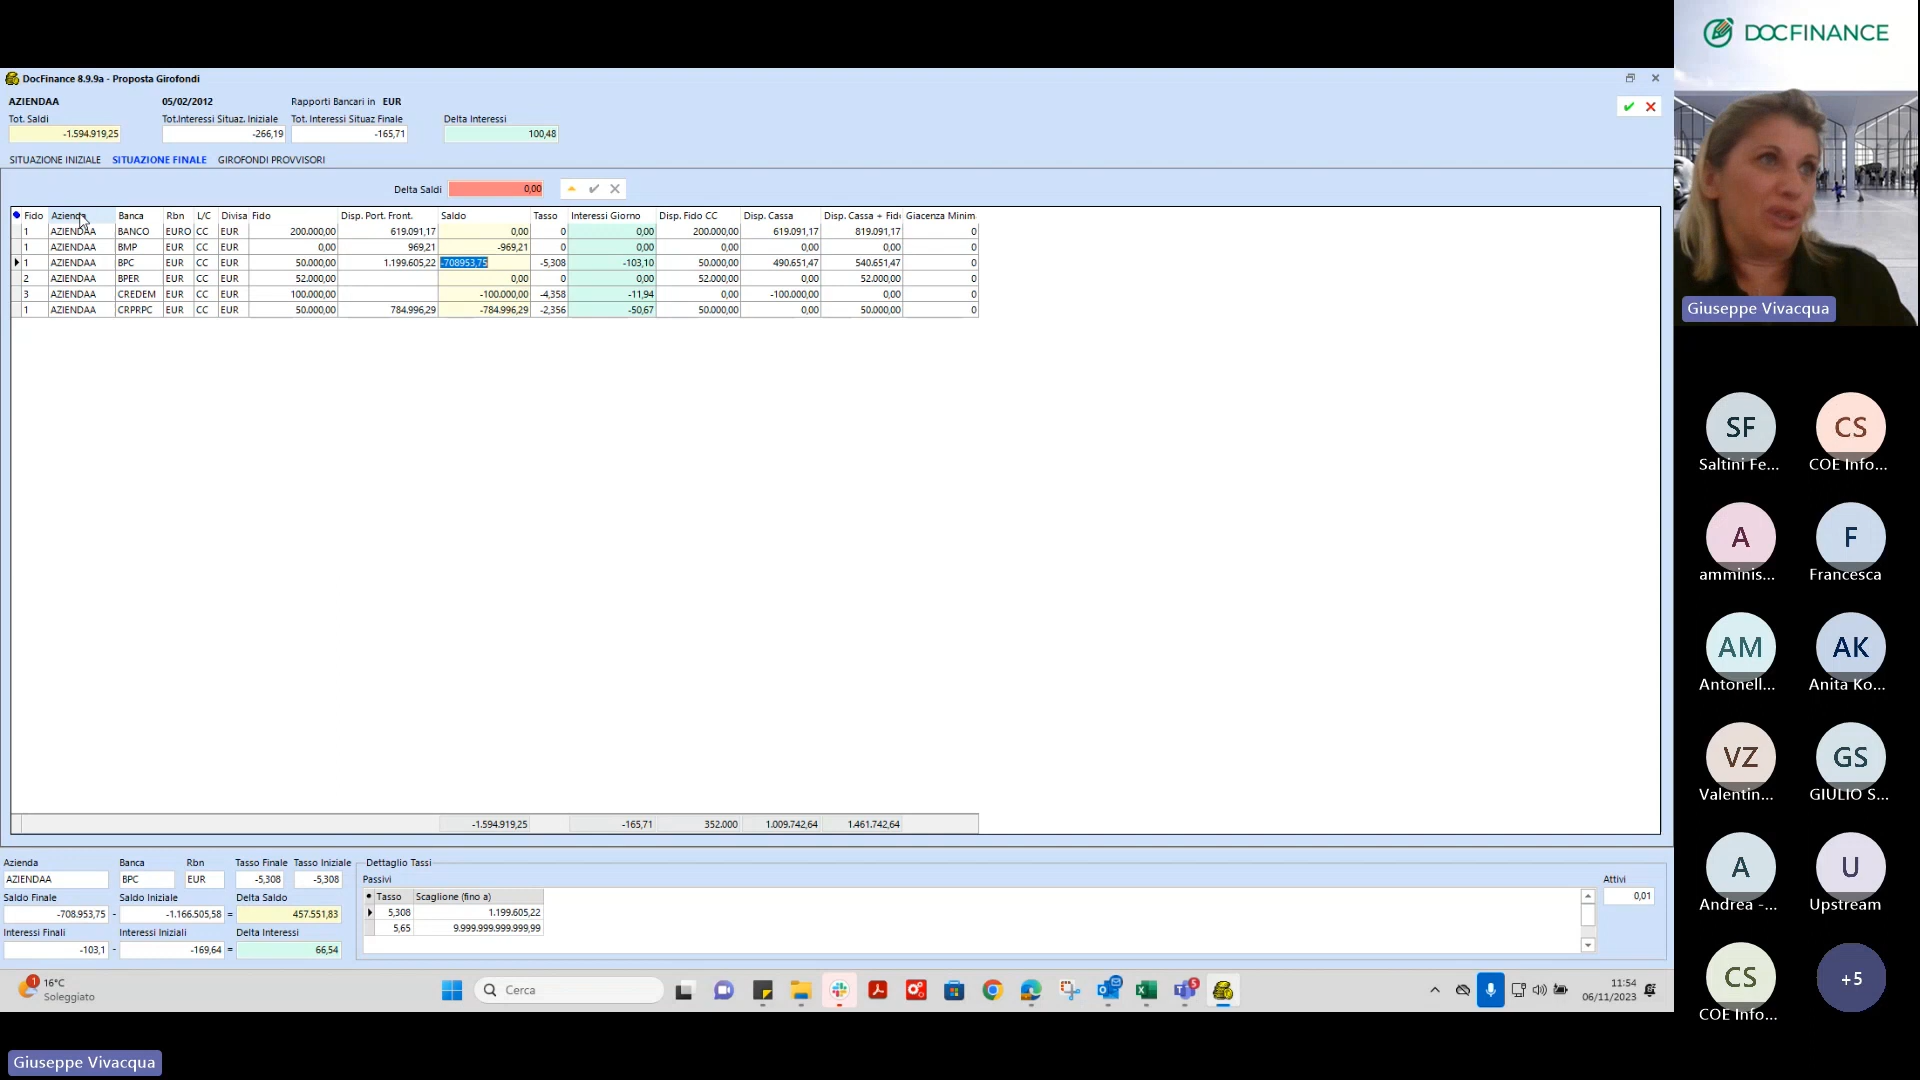 DOCFINANCE
DocFinance 8.9.9a - Proposta Girofondi
AZIENDAA 05/02/2012 Rapporti Bancari in EUR
Tot. Saldi Tot.Interessi Situaz. Iniziale Tot. Interessi Situaz Finale Delta Interessi
-1.594.919,25 -266,19 -165,71 100,48
SITUAZIONE INIZIALE SITUAZIONE FINALE GIROFONDI PROVVISORI
Delta Saldi 0,00
Fido Azienda Banca Rbn L/C Divisa Fido Disp. Port. Front. Saldo Tasso Interessi Giorno Disp. Fido CC Disp. Cassa Disp. Cassa + Fido Giacenza Minim
1 AZIENDAA BANCO EURO CC EUR 200.000,00 619.091,17 0,00 0 0,00 200.000,00 619.091,17 819.091,17 0
1 AZIENDAA BMP EUR CC EUR 0,00 969,21 -969,21 0 0,00 0,00 0,00 0,00 0
1 AZIENDAA BPC EUR CC EUR 50.000,00 1.199.605,22 -708953,75 -5,308 -103,10 50.000,00 490.651,47 540.651,47 0
2 AZIENDAA BPER EUR CC EUR 52.000,00 0,00 0 0,00 52.000,00 0,00 52.000,00 0
3 AZIENDAA CREDEM EUR CC EUR 100.000,00 -100.000,00 -4,358 -11,94 0,00 -100.000,00 0,00 0
1 AZIENDAA CRPRPC EUR CC EUR 50.000,00 784.996,29 -784.996,29 -2,356 -50,67 50.000,00 0,00 50.000,00 0
-1.594.919,25 -165,71 352.000 1.009.742,64 1.461.742,64
Azienda Banca Rbn Tasso Finale Tasso Iniziale
AZIENDAA BPC EUR -5,308 -5,308
Saldo Finale Saldo Iniziale Delta Saldo
-708.953,75 - -1.166.505,58 = 457.551,83
Interessi Finali Interessi Iniziali Delta Interessi
-103,1 - -169,64 = 66,54
Dettaglio Tassi
Passivi
Tasso Scaglione (fino a)
5,308 1.199.605,22
5,65 9.999.999.999.999,99
Attivi
0,01
1
16°C
Soleggiato
Cerca
5
11:54
06/11/2023
Giuseppe Vivacqua
Giuseppe Vivacqua
SF CS
Saltini Fe... COE Info...
A F
amminis... Francesca
AM AK
Antonell... Anita Ko...
VZ GS
Valentin... GIULIO S...
A U
Andrea -... Upstream
CS +5
COE Info...